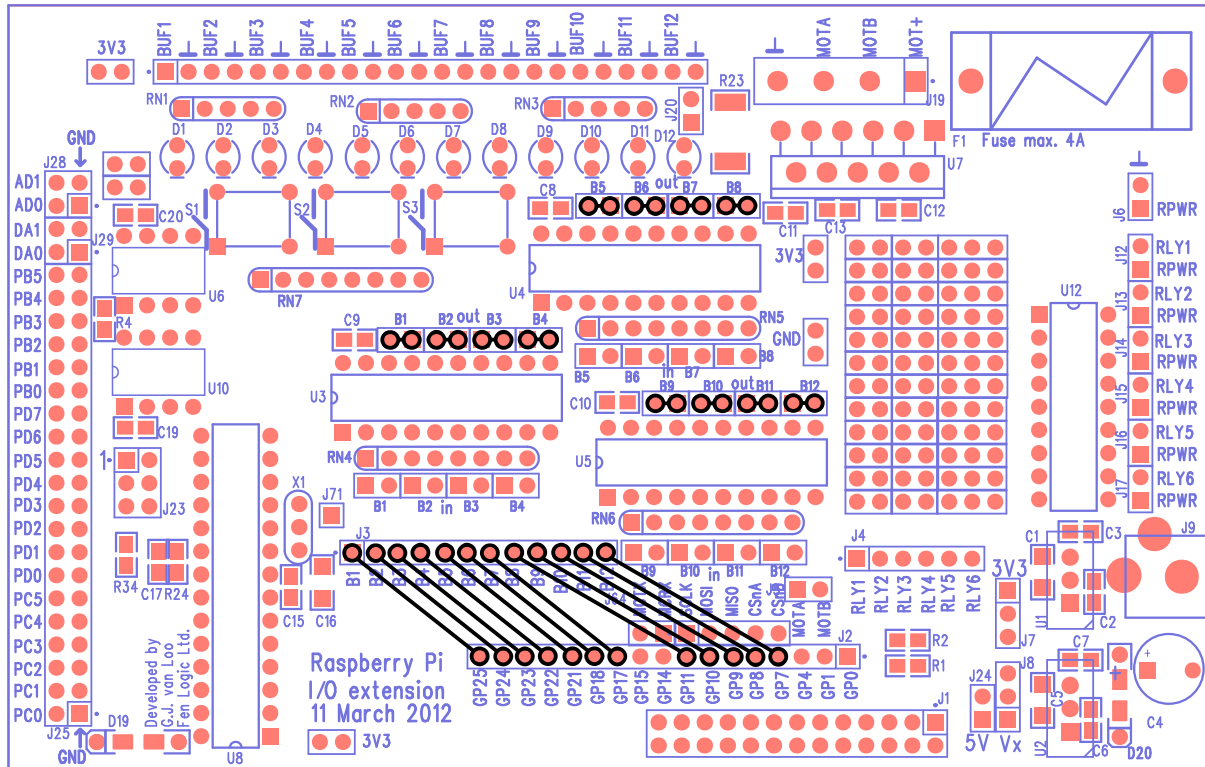 3V3
BUF1 BUF2 BUF3 BUF4 BUF5 BUF6 BUF7 BUF8 BUF9 BUF10 BUF11 BUF12
MOTA MOTB MOT+
RN1 RN2 RN3 J20 R23 J19
F1 Fuse max. 4A
GND
D1 D2 D3 D4 D5 D6 D7 D8 D9 D10 D11 D12
U7
J28
AD1
AD0
DA1
DA0
J29
PB5
PB4
PB3
PB2
PB1
PB0
PD7
PD6
PD5
PD4
PD3
PD2
PD1
PD0
PC5
PC4
PC3
PC2
PC1
PC0
J25
GND
C20 S1 S2 S3
C8
out
B5 B6 B7 B8
C11 C13 C12
J6 RPWR
U6 RN7
R4
U4
3V3
J12 RLY1
RPWR
J13 RLY2
RPWR
J14 RLY3
RPWR
J15 RLY4
RPWR
J16 RLY5
RPWR
J17 RLY6
RPWR
U12
C9
out
B1 B2 B3 B4
RN5
GND
B5 B6 in B7 B8
U10
U3
C10
out
B9 B10 B11 B12
C19
RN4
U5
1
J23
X1
J71
B1 B2 in B3 B4
RN6
R34 C17 R24
C15 C16
J3
B1
B9
B9 B10 in B11 B12
MOSI MISO CSnA
MOTA MOTB
J4
RLY1 RLY2 RLY3 RLY4 RLY5 RLY6
C1 C3 J9
3V3
U1 C2
J7
J2
R2
R1
GP25 GP24 GP23 GP22 GP21 GP18 GP17 GP15 GP14 GP11 GP10 GP9 GP8 GP7 GP4 GP1 GP0
C7
J24 J8
C5
+
+
C4
5V Vx
U2 C6 D20
J1
Raspberry Pi
I/O extension
11 March 2012
Developed by
G.J. van Loo
Fen Logic Ltd.
D19
U8
3V3